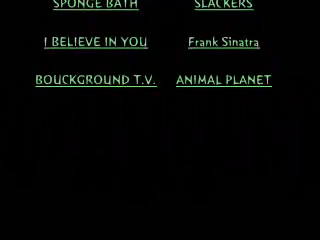 SPONGE BATH SLACKERS
I BELIEVE IN YOU Frank Sinatra
BOUCKGROUND T.V. ANIMAL PLANET